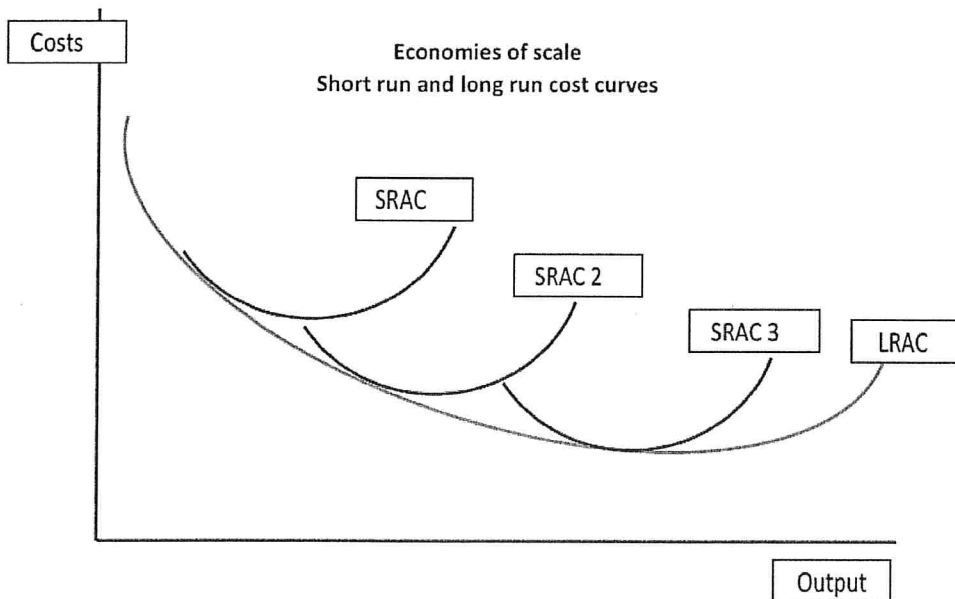 Costs
Economies of scale
Short run and long run cost curves
SRAC
SRAC 2
SRAC 3
LRAC
Output